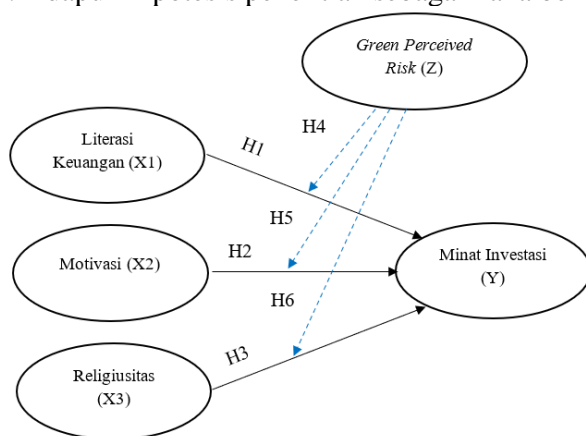 Green Perceived
Risk (Z)
H4
Literasi
Keuangan (X1)
H1
H5
Motivasi (X2)
H2
Minat Investasi
(Y)
H6
H3
Religiusitas
(X3)